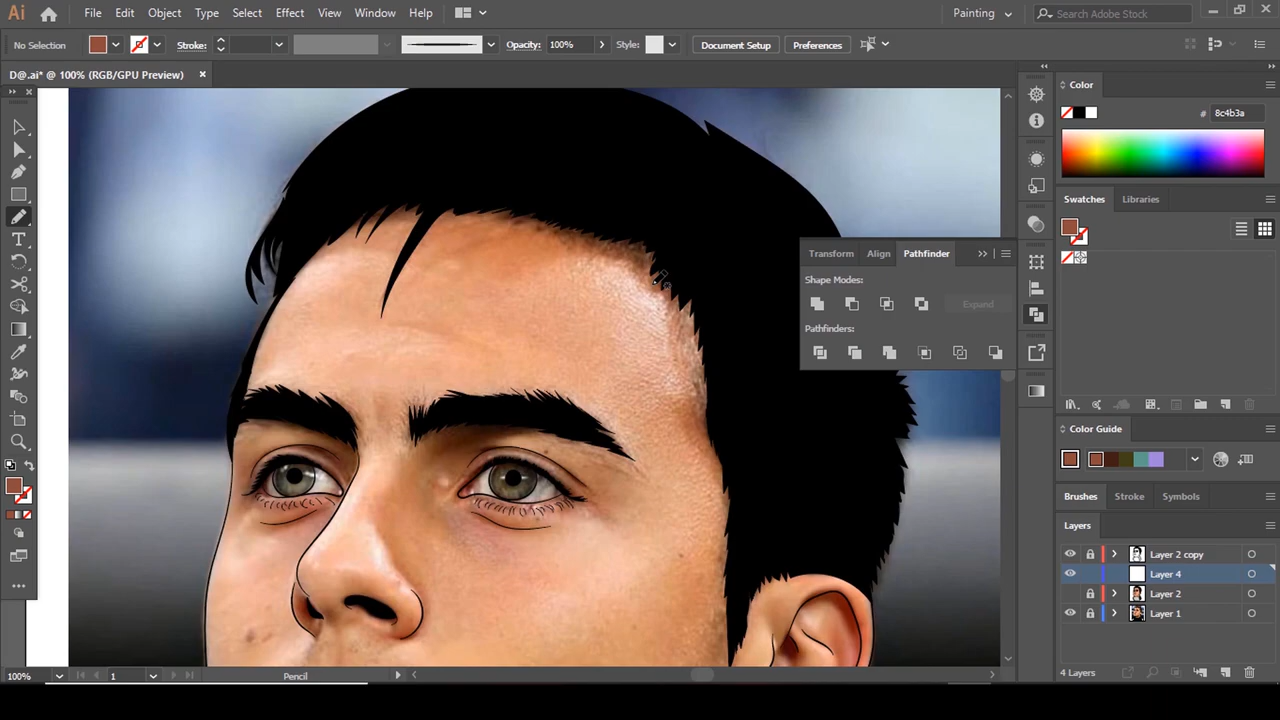 Ai File Edit Object Type Select Effect View Window Help Painting Search Adobe Stock
No Selection Stroke: Opacity: 100% Style: Document Setup Preferences
D@.ai* @ 100% (RGB/GPU Preview)
Color
# 8c4b3a
Swatches Libraries
Transform Align Pathfinder
Shape Modes:
Expand
Pathfinders:
Color Guide
Brushes Stroke Symbols
Layers
Layer 2 copy
Layer 4
Layer 2
Layer 1
4 Layers
100% 1 Pencil